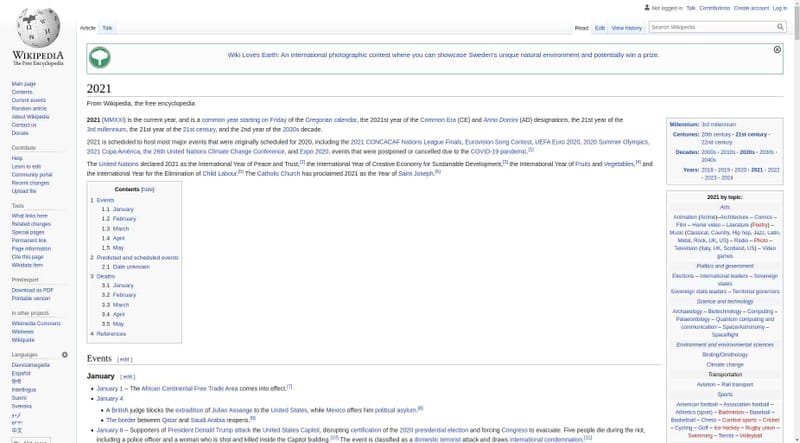 Not logged in Talk Contributions Create account Log in
Article Talk Read Edit View history Search Wikipedia
WIKIPEDIA
The Free Encyclopedia
Main page
Contents
Current events
Random article
About Wikipedia
Contact us
Donate
Contribute
Help
Learn to edit
Community portal
Recent changes
Upload file
Tools
What links here
Related changes
Special pages
Permanent link
Page information
Cite this page
Wikidata item
Print/export
Download as PDF
Printable version
In other projects
Wikimedia Commons
Wikinews
Wikiquote
Languages
Davvisámegiella
Español
हिन्दी
Interlingue
Suomi
Svenska
اردو
中文
Wiki Loves Earth: An international photographic contest where you can showcase Sweden's unique natural environment and potentially win a prize.
2021
From Wikipedia, the free encyclopedia
2021 (MMXXI) is the current year, and is a common year starting on Friday of the Gregorian calendar, the 2021st year of the Common Era (CE) and Anno Domini (AD) designations, the 21st year of the
3rd millennium, the 21st year of the 21st century, and the 2nd year of the 2020s decade.
2021 is scheduled to host most major events that were originally scheduled for 2020, including the 2021 CONCACAF Nations League Finals, Eurovision Song Contest, UEFA Euro 2020, 2020 Summer Olympics,
2021 Copa América, the 26th United Nations Climate Change Conference, and Expo 2020, events that were postponed or cancelled due to the COVID-19 pandemic.[1]
The United Nations declared 2021 as the International Year of Peace and Trust,[2] the International Year of Creative Economy for Sustainable Development,[3] the International Year of Fruits and Vegetables,[4] and
the International Year for the Elimination of Child Labour.[5] The Catholic Church has proclaimed 2021 as the Year of Saint Joseph.[6]
Contents [hide]
1 Events
1.1 January
1.2 February
1.3 March
1.4 April
1.5 May
2 Predicted and scheduled events
2.1 Date unknown
3 Deaths
3.1 January
3.2 February
3.3 March
3.4 April
3.5 May
4 References
Events [edit]
January [edit]
• January 1 – The African Continental Free Trade Area comes into effect.[7]
• January 4
• A British judge blocks the extradition of Julian Assange to the United States, while Mexico offers him political asylum.[8]
• The border between Qatar and Saudi Arabia reopens.[9]
• January 6 – Supporters of President Donald Trump attack the United States Capitol, disrupting certification of the 2020 presidential election and forcing Congress to evacuate. Five people die during the riot,
including a police officer and a woman who is shot and killed inside the Capitol building.[10] The event is classified as a domestic terrorist attack and draws international condemnation.[11]
Millennium: 3rd millennium
Centuries: 20th century – 21st century –
22nd century
Decades: 2000s – 2010s – 2020s – 2030s –
2040s
Years: 2018 – 2019 – 2020 – 2021 – 2022
– 2023 – 2024
2021 by topic:
Arts
Animation (Anime)–Architecture – Comics –
Film – Home video – Literature (Poetry) –
Music (Classical, Country, Hip hop, Jazz, Latin,
Metal, Rock, UK, US) – Radio – Photo –
Television (Italy, UK, Scotland, US) – Video
games
Politics and government
Elections – International leaders – Sovereign
states
Sovereign state leaders – Territorial governors
Science and technology
Archaeology – Biotechnology – Computing –
Palaeontology – Quantum computing and
communication – Space/Astronomy –
Spaceflight
Environment and environmental sciences
Birding/Ornithology
Climate change
Transportation
Aviation – Rail transport
Sports
American football – Association football –
Athletics (sport) – Badminton – Baseball –
Basketball – Chess – Combat sports – Cricket
– Cycling – Golf – Ice hockey – Rugby union –
Swimming – Tennis – Volleyball